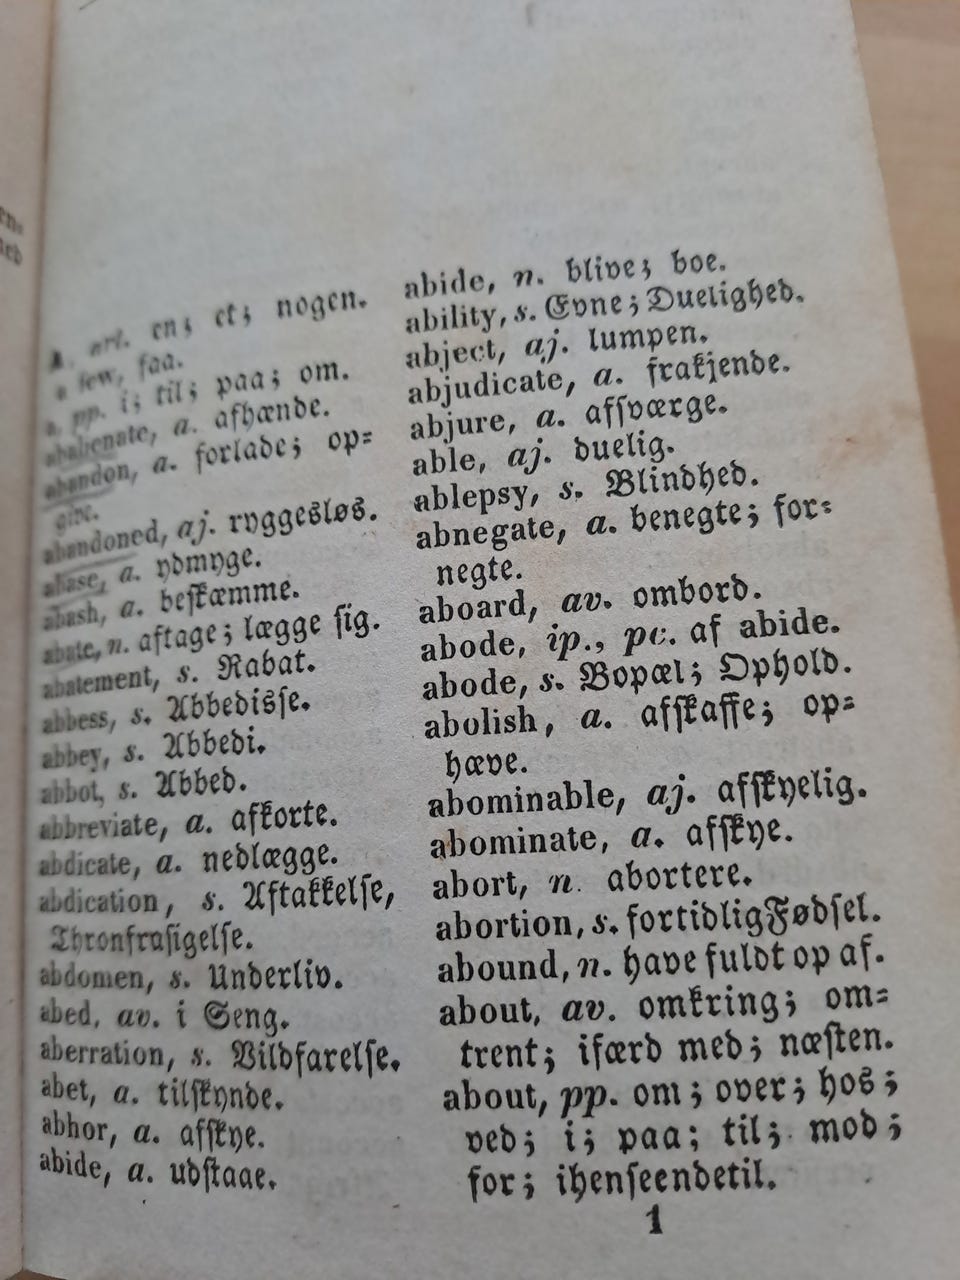 A, art. en; et; nogen.
a few, faa.
a, pp. i; til; paa; om.
abalienate, a. afhænde.
abandon, a. forlade; op=
give.
abandoned, aj. ryggesløs.
abase, a. ydmyge.
abash, a. beskæmme.
abate, n. aftage; lægge sig.
abatement, s. Rabat.
abbess, s. Abbedisse.
abbey, s. Abbedi.
abbot, s. Abbed.
abbreviate, a. afkorte.
abdicate, a. nedlægge.
abdication, s. Aftakkelse,
Thronfrasigelse.
abdomen, s. Underliv.
abed, av. i Seng.
aberration, s. Vildfarelse.
abet, a. tilskynde.
abhor, a. afskye.
abide, a. udstaae.
abide, n. blive; boe.
ability, s. Evne; Duelighed.
abject, aj. lumpen.
abjudicate, a. frakjende.
abjure, a. afsværge.
able, aj. duelig.
ablepsy, s. Blindhed.
abnegate, a. benegte; for=
negte.
aboard, av. ombord.
abode, ip., pc. af abide.
abode, s. Bopæl; Ophold.
abolish, a. afskaffe; op=
hæve.
abominable, aj. afskyelig.
abominate, a. afskye.
abort, n. abortere.
abortion, s. fortidlig Fødsel.
abound, n. have fuldt op af.
about, av. omkring; om=
trent; ifærd med; næsten.
about, pp. om; over; hos;
ved; i; paa; til; mod;
for; ihenseendetil.
1